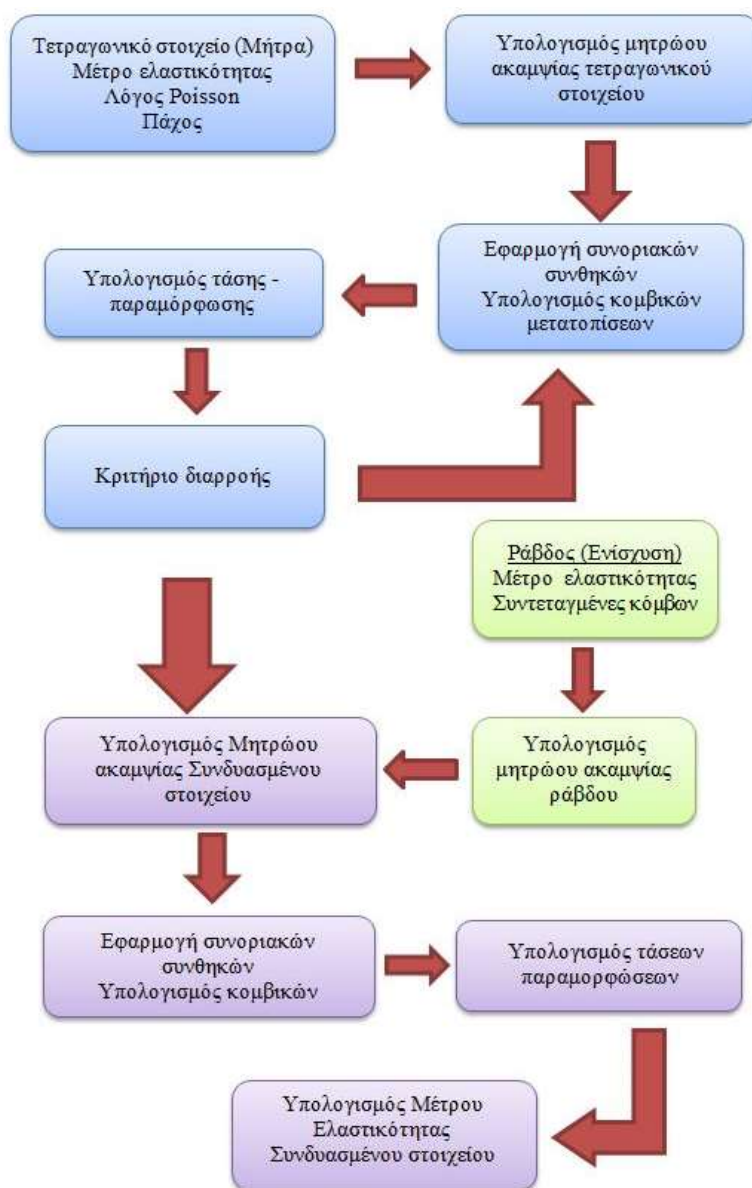 Τετραγωνικό στοιχείο (Μήτρα)
Μέτρο ελαστικότητας
Λόγος Poisson
Πάχος
Υπολογισμός μητρώου
ακαμψίας τετραγωνικού
στοιχείου
Εφαρμογή συνοριακών
συνθηκών
Υπολογισμός κομβικών
μετατοπίσεων
Υπολογισμός τάσης -
παραμόρφωσης
Κριτήριο διαρροής
Ράβδος (Ενίσχυση)
Μέτρο ελαστικότητας
Συντεταγμένες κόμβων
Υπολογισμός
μητρώου ακαμψίας
ράβδου
Υπολογισμός Μητρώου
ακαμψίας Συνδυασμένου
στοιχείου
Εφαρμογή συνοριακών
συνθηκών
Υπολογισμός κομβικών
Υπολογισμός τάσεων
παραμορφώσεων
Υπολογισμός Μέτρου
Ελαστικότητας
Συνδυασμένου στοιχείου